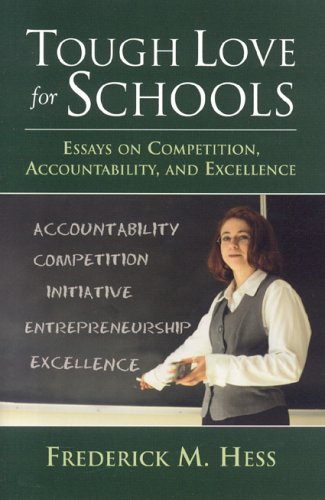 TOUGH LOVE
for SCHOOLS
ESSAYS ON COMPETITION,
ACCOUNTABILITY, AND EXCELLENCE
ACCOUNTABILITY
COMPETITION
INITIATIVE
ENTREPRENEURSHIP
EXCELLENCE
FREDERICK M. HESS